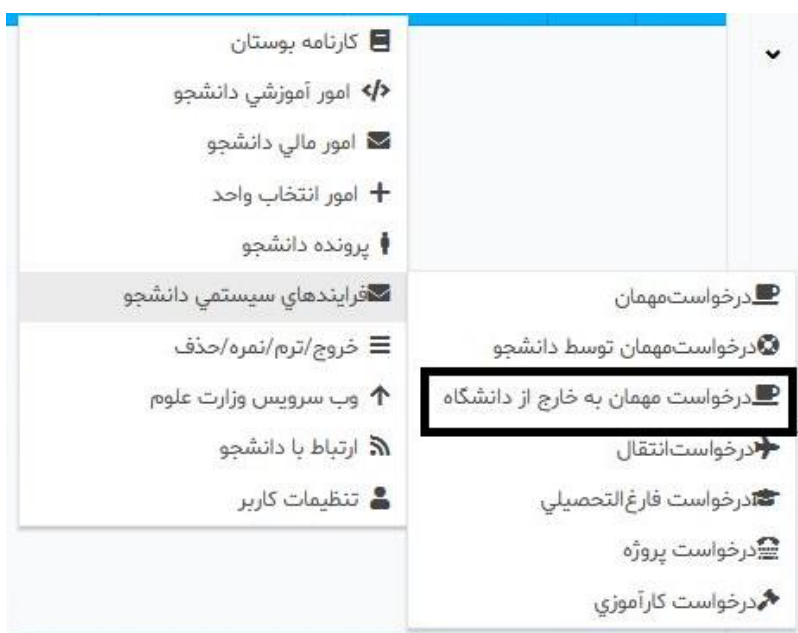 کارنامه بوستان
امور آموزشي دانشجو
امور مالي دانشجو
امور انتخاب واحد
پرونده دانشجو
فرايندهاي سيستمي دانشجو
خروج/ترم/نمره/حذف
وب سرويس وزارت علوم
ارتباط با دانشجو
تنظيمات کاربر
درخواست‌مهمان
درخواست‌مهمان توسط دانشجو
درخواست مهمان به خارج از دانشگاه
درخواست‌انتقال
درخواست فارغ‌التحصيلي
درخواست پروژه
درخواست کارآموزي